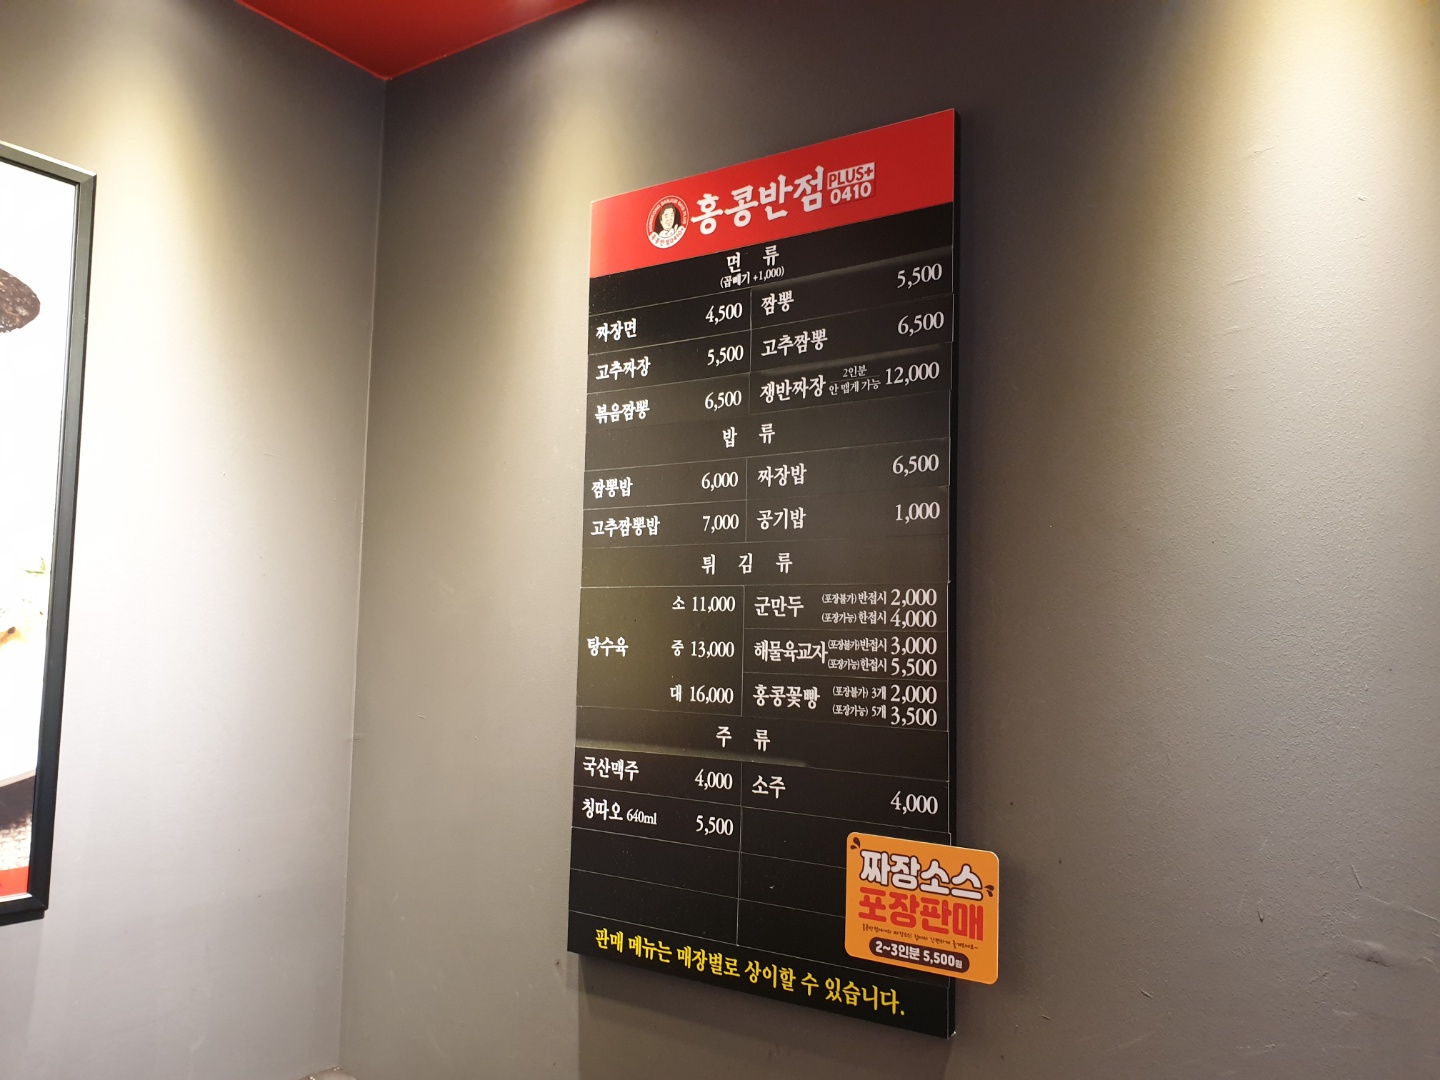 홍콩반점 PLUS+ 0410
면 류
(곱빼기 +1,000)
짜장면 4,500
짬뽕 5,500
고추짜장 5,500
고추짬뽕 6,500
볶음짬뽕 6,500
쟁반짜장 2인분 안 맵게 가능 12,000
밥 류
짬뽕밥 6,000
짜장밥 6,500
고추짬뽕밥 7,000
공기밥 1,000
튀 김 류
탕수육
소 11,000
중 13,000
대 16,000
군만두 (포장불가) 반접시 2,000
(포장가능) 한접시 4,000
해물육교자 (포장불가) 반접시 3,000
(포장가능) 한접시 5,500
홍콩꽃빵 (포장불가) 3개 2,000
(포장가능) 5개 3,500
주 류
국산맥주 4,000
소주 4,000
칭따오 640ml 5,500
짜장소스
포장판매
2~3인분 5,500원
판매 메뉴는 매장별로 상이할 수 있습니다.